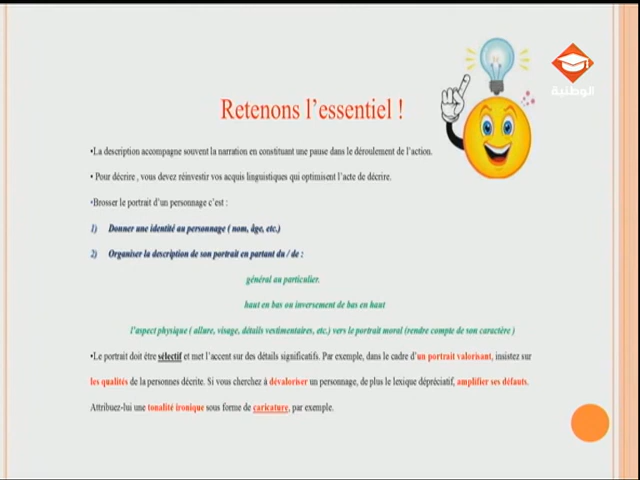 الوطنية
Retenons l’essentiel !
•La description accompagne souvent la narration en constituant une pause dans le déroulement de l’action.
• Pour décrire , vous devez réinvestir vos acquis linguistiques qui optimisent l’acte de décrire.
•Brosser le portrait d’un personnage c’est :
1) Donner une identité au personnage ( nom, âge, etc.)
2) Organiser la description de son portrait en partant du / de :
général au particulier.
haut en bas ou inversement de bas en haut
l’aspect physique ( allure, visage, détails vestimentaires, etc.) vers le portrait moral (rendre compte de son caractère )
•Le portrait doit être sélectif et met l’accent sur des détails significatifs. Par exemple, dans le cadre d’un portrait valorisant, insistez sur
les qualités de la personnes décrite. Si vous cherchez à dévaloriser un personnage, de plus le lexique dépréciatif, amplifier ses défauts.
Attribuez-lui une tonalité ironique sous forme de caricature, par exemple.